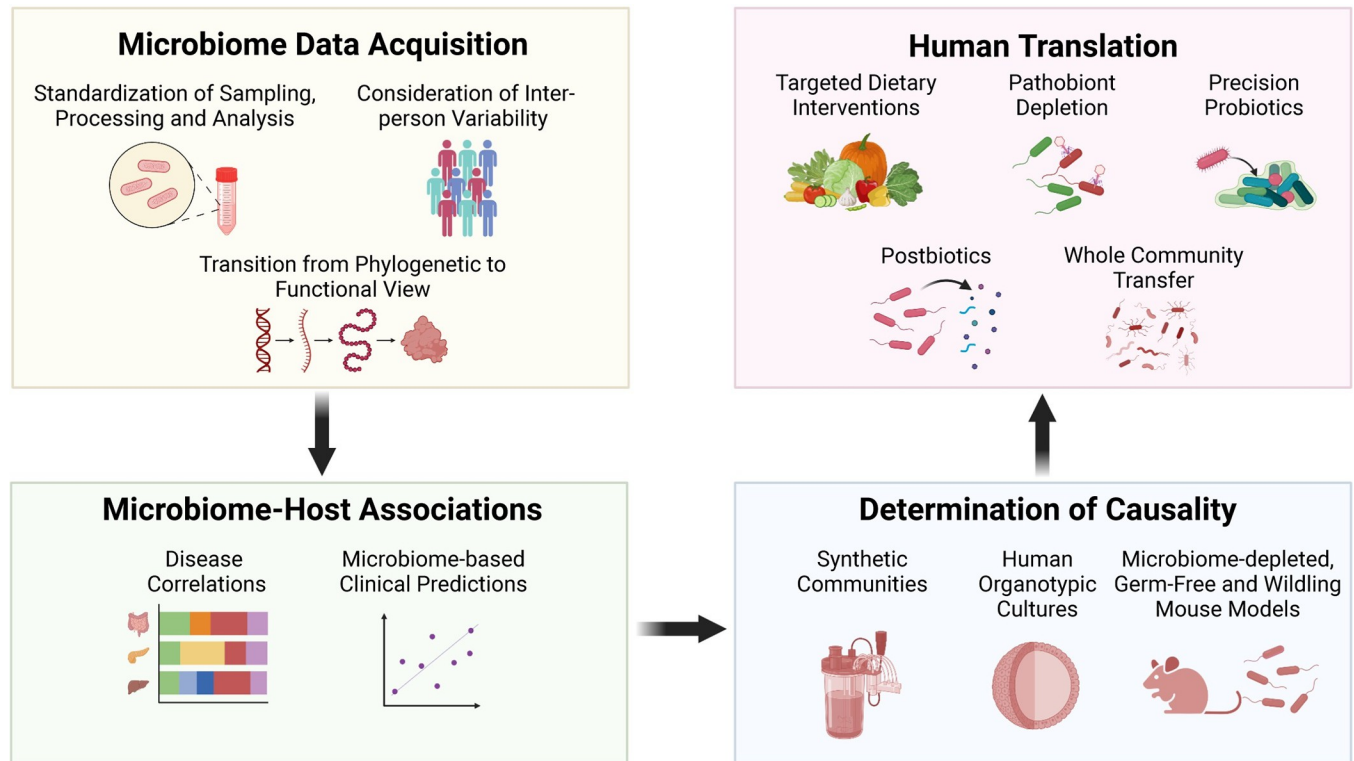 Microbiome Data Acquisition
Standardization of Sampling,
Processing and Analysis
Consideration of Inter-
person Variability
Transition from Phylogenetic to
Functional View
Human Translation
Targeted Dietary
Interventions
Pathobiont
Depletion
Precision
Probiotics
Postbiotics
Whole Community
Transfer
Microbiome-Host Associations
Disease
Correlations
Microbiome-based
Clinical Predictions
Determination of Causality
Synthetic
Communities
Human
Organotypic
Cultures
Microbiome-depleted,
Germ-Free and Wildling
Mouse Models